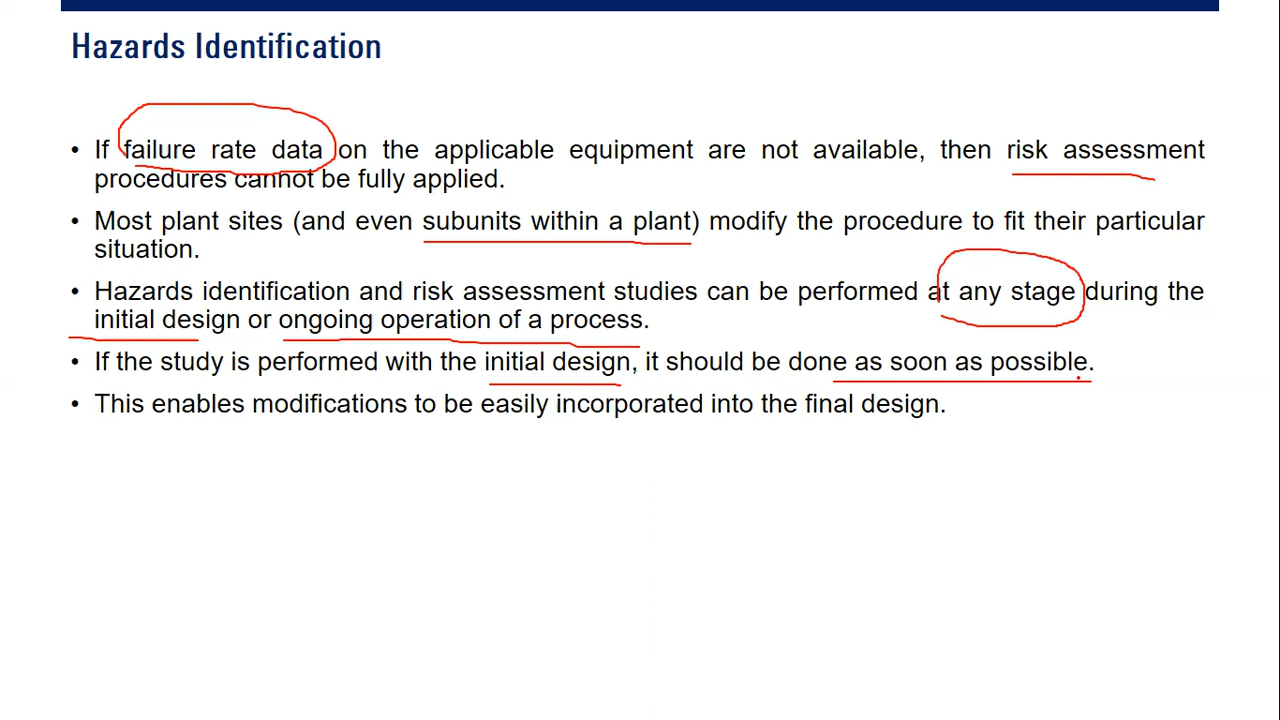 Hazards Identification
• If failure rate data on the applicable equipment are not available, then risk assessment
procedures cannot be fully applied.
• Most plant sites (and even subunits within a plant) modify the procedure to fit their particular
situation.
• Hazards identification and risk assessment studies can be performed at any stage during the
initial design or ongoing operation of a process.
• If the study is performed with the initial design, it should be done as soon as possible.
• This enables modifications to be easily incorporated into the final design.